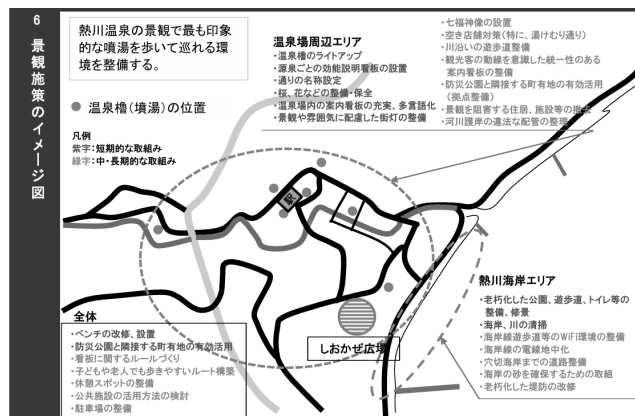 6 景観施策のイメージ図
熱川温泉の景観で最も印象
的な噴湯を歩いて巡れる環
境を整備する。
● 温泉櫓(噴湯)の位置
凡例
紫字:短期的な取組み
緑字:中・長期的な取組み
温泉場周辺エリア
・温泉櫓のライトアップ
・源泉ごとの効能説明看板の設置
・通りの名称設定
・桜、花などの整備・保全
・温泉場内の案内看板の充実、多言語化
・景観や雰囲気に配慮した街灯の整備
・七福神像の設置
・空き店舗対策(特に、湯けむり通り)
・川沿いの遊歩道整備
・観光客の動線を意識した統一性のある
案内看板の整備
・防災公園と隣接する町有地の有効活用
(拠点整備)
・景観を阻害する住居、施設等の撤去
・河川護岸の違法な配管の整理
駅
熱川海岸エリア
・老朽化した公園、遊歩道、トイレ等の
整備、修景
・海岸、川の清掃
・海岸線遊歩道等のWiFi環境の整備
・海岸線の電線地中化
・穴切海岸までの道路整備
・海岸の砂を確保するための取組
・老朽化した堤防の改修
しおかぜ広場
全体
・ベンチの改修、設置
・防災公園と隣接する町有地の有効活用
・看板に関するルールづくり
・子どもや老人でも歩きやすいルート構築
・休憩スポットの整備
・公共施設の活用方法の検討
・駐車場の整備